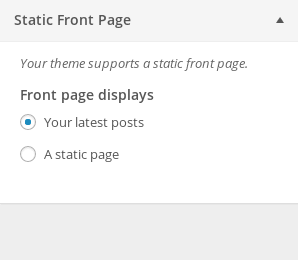 Static Front Page
Your theme supports a static front page.
Front page displays
Your latest posts
A static page